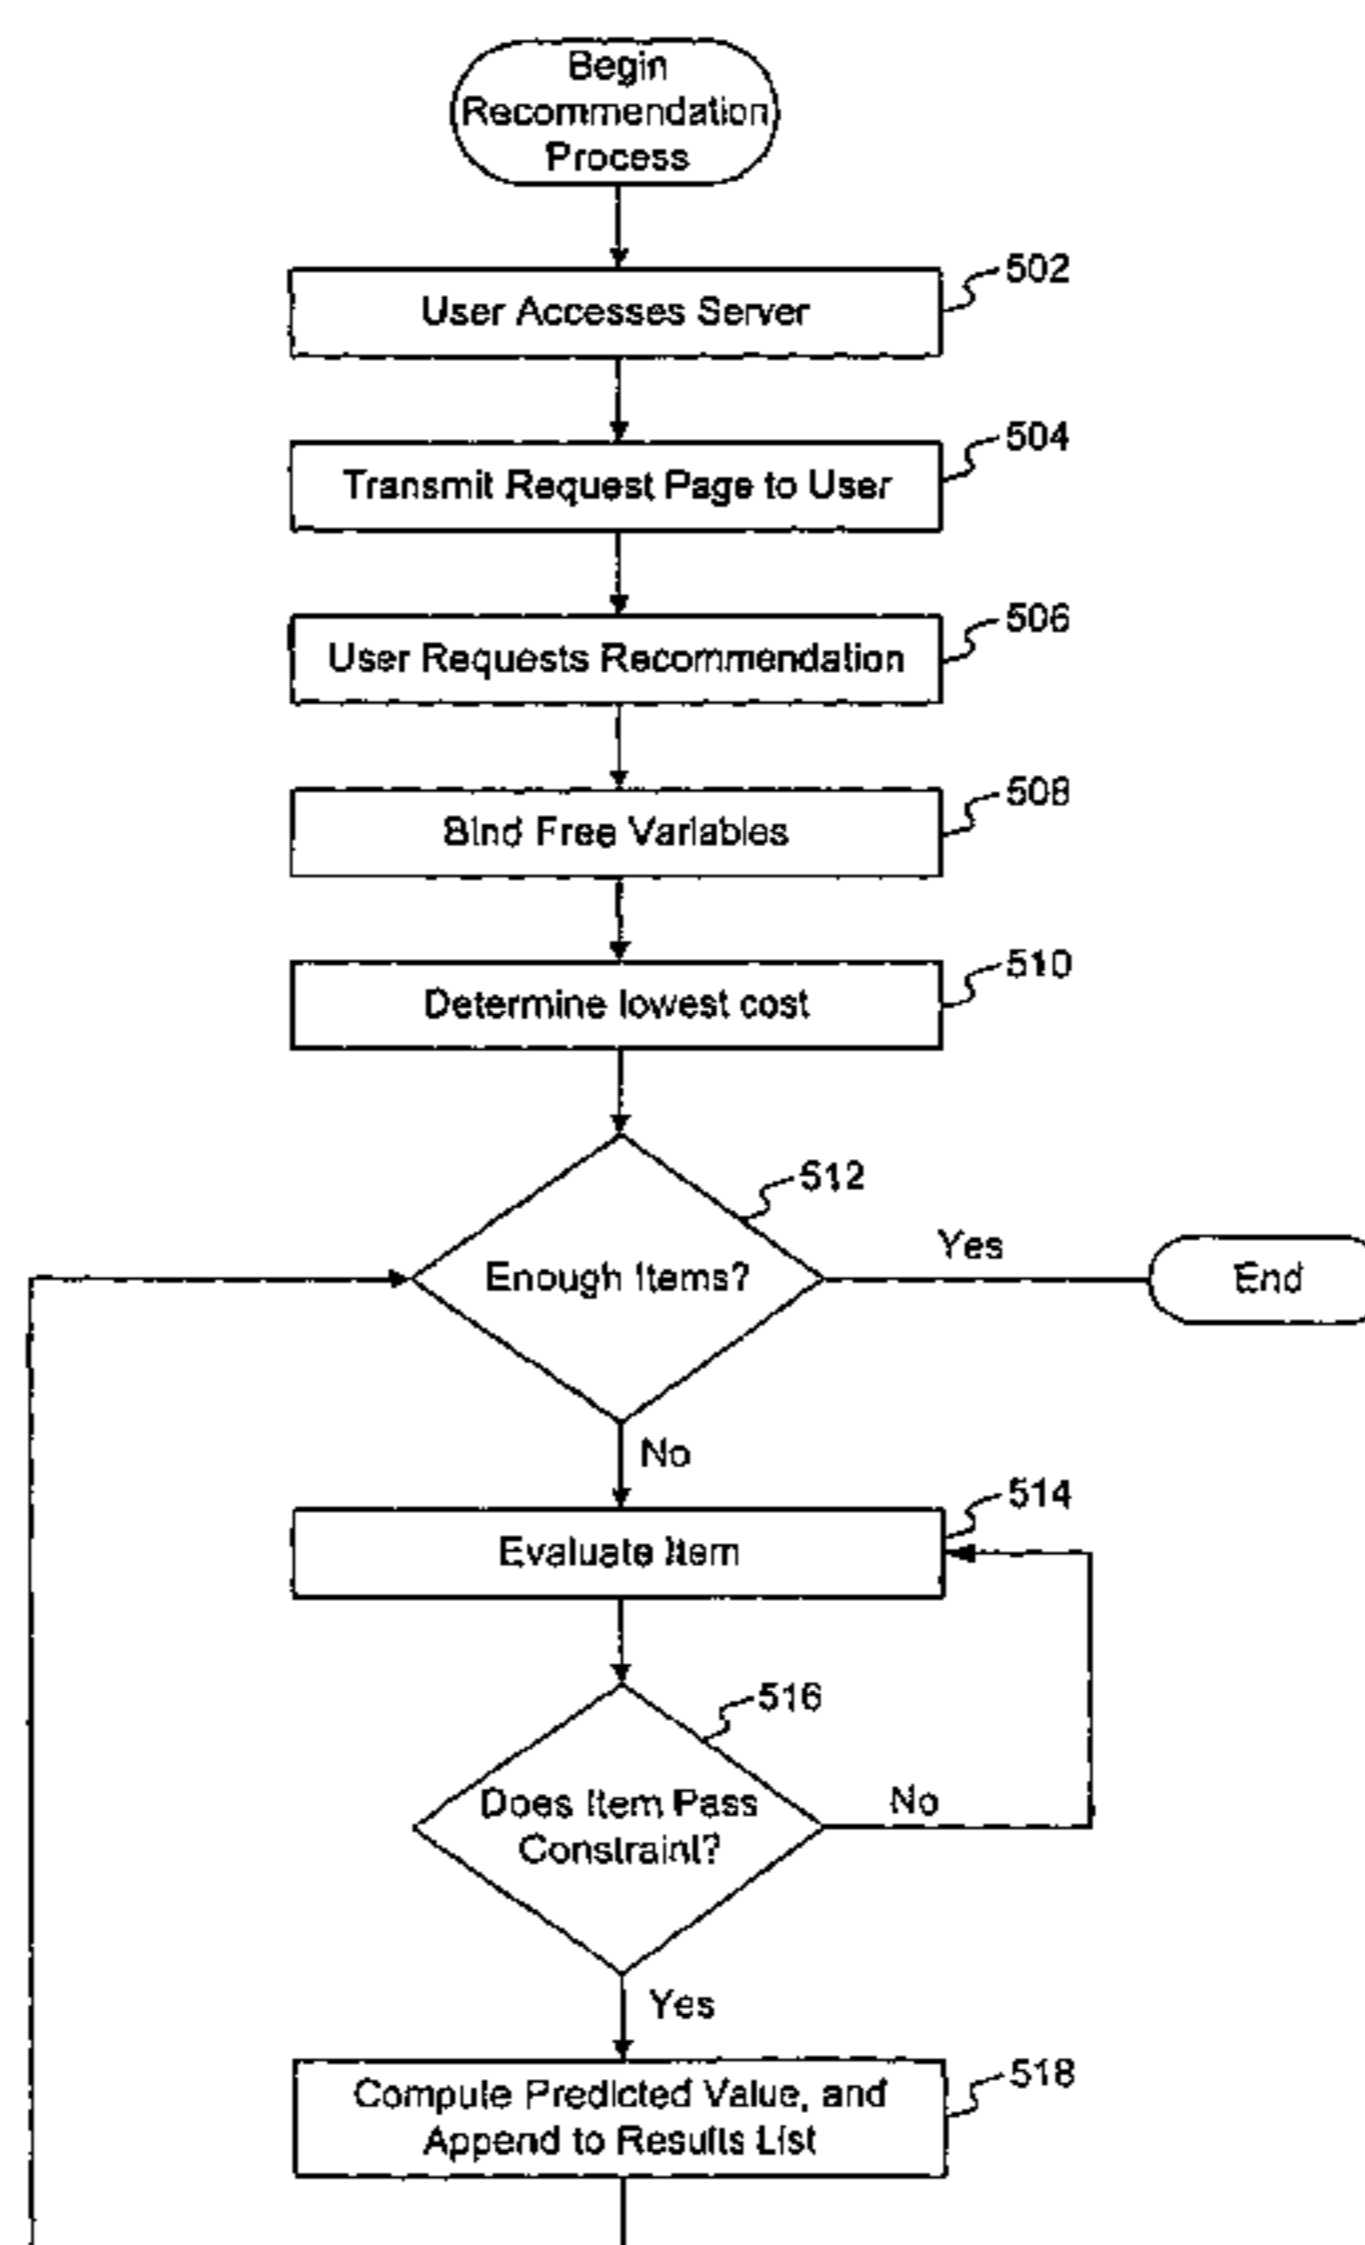 Begin
Recommendation
Process
502
User Accesses Server
504
Transmit Request Page to User
506
User Requests Recommendation
508
Bind Free Variables
510
Determine lowest cost
512
Enough Items?
Yes
End
No
514
Evaluate Item
516
Does Item Pass
Constraint?
No
Yes
518
Compute Predicted Value, and
Append to Results List